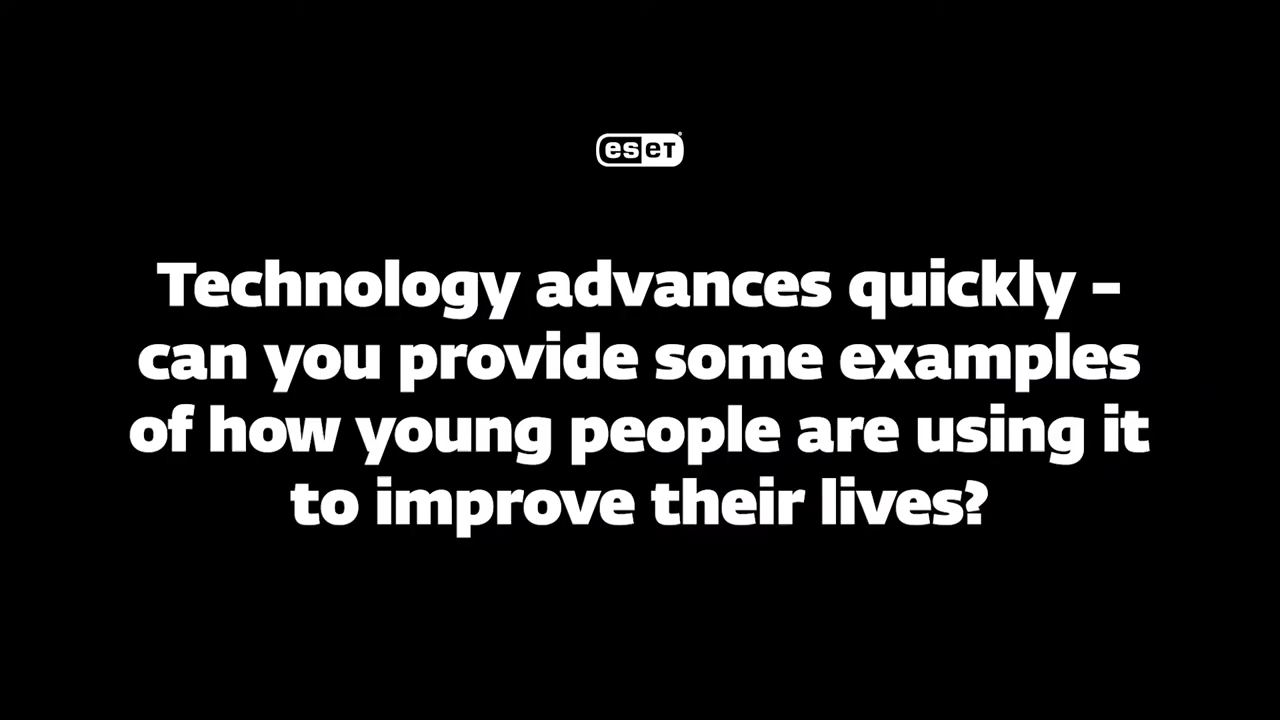 eset
Technology advances quickly –
can you provide some examples
of how young people are using it
to improve their lives?